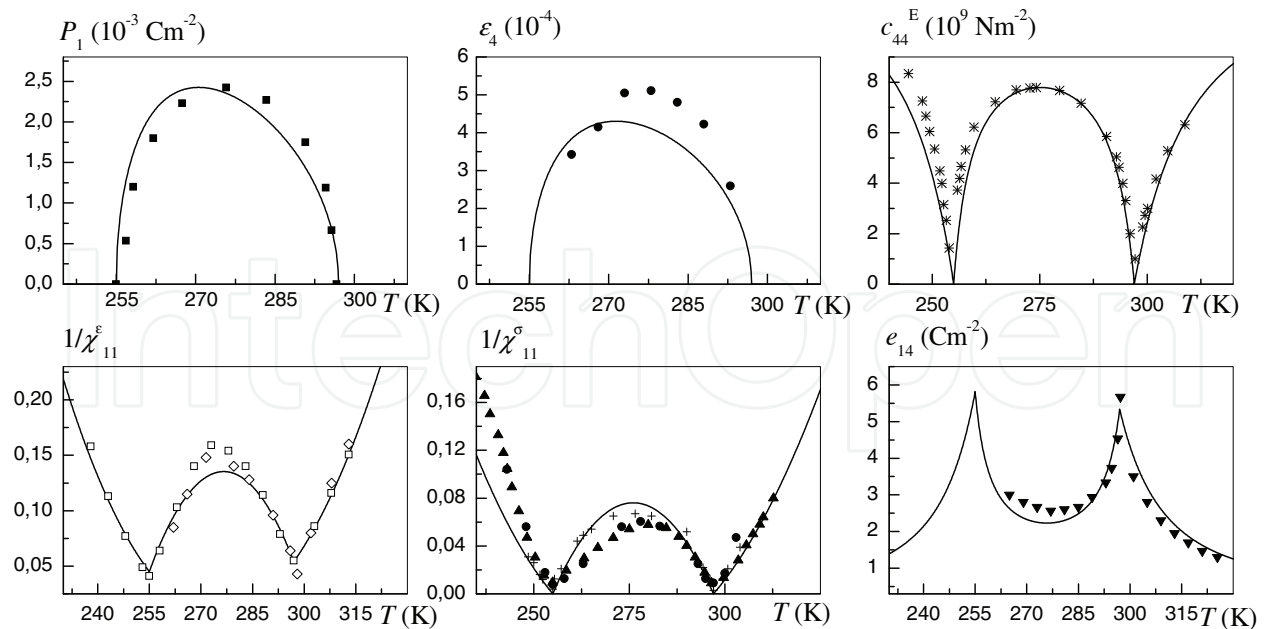 P₁ (10⁻³ Cm⁻²)
2,5
2,0
1,5
1,0
0,5
0,0
255 270 285 300 T (K)
ε₄ (10⁻⁴)
6
5
4
3
2
1
0
255 270 285 300 T (K)
c₄₄ᴱ (10⁹ Nm⁻²)
8
6
4
2
0
250 275 300 T (K)
1/χ₁₁^ε
0,20
0,15
0,10
0,05
240 255 270 285 300 315 T (K)
1/χ₁₁^σ
0,16
0,12
0,08
0,04
0,00
250 275 300 T (K)
e₁₄ (Cm⁻²)
6
5
4
3
2
1
240 255 270 285 300 315 T (K)
IntechOpen